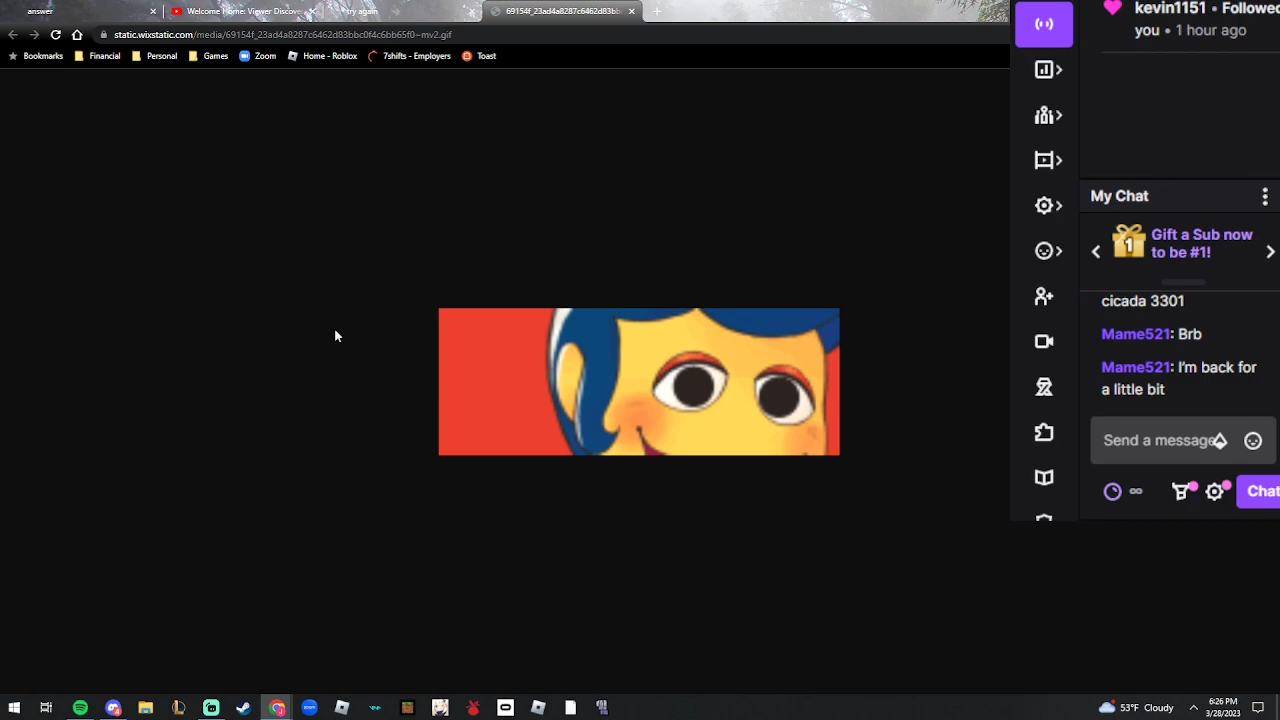 answer
Welcome Home: Viewer Discov
try again
69154f_23ad4a8287c6462d83bb
static.wixstatic.com/media/69154f_23ad4a8287c6462d83bbc0f4c6bb65f0~mv2.gif
Bookmarks
Financial
Personal
Games
Zoom
Home - Roblox
7shifts - Employers
Toast
kevin1151 • Followed
you • 1 hour ago
My Chat
1
Gift a Sub now
to be #1!
cicada 3301
Mame521: Brb
Mame521: I'm back for
a little bit
Send a message
Chat
zoom
53°F Cloudy
6:26 PM
3/28/2023